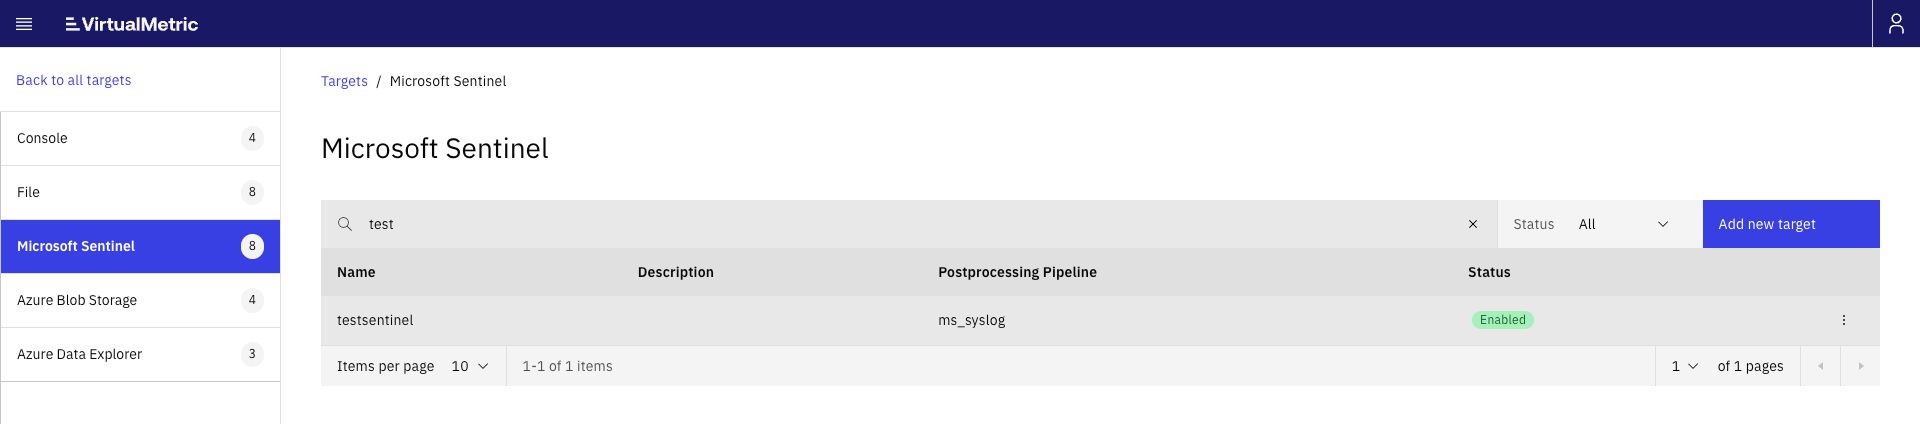 VirtualMetric
Back to all targets
Console 4
File 8
Microsoft Sentinel 8
Azure Blob Storage 4
Azure Data Explorer 3
Targets / Microsoft Sentinel
Microsoft Sentinel
test Status All Add new target
Name Description Postprocessing Pipeline Status
testsentinel ms_syslog Enabled
Items per page 10 1-1 of 1 items 1 of 1 pages